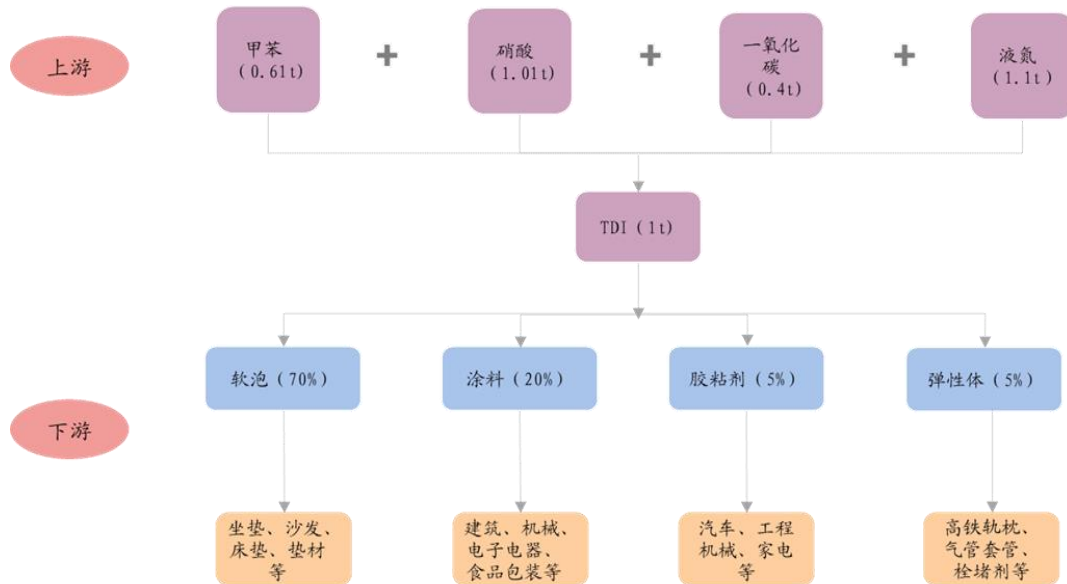 上游
甲苯
(0.61t)
+
硝酸
(1.01t)
+
一氧化
碳
(0.4t)
+
液氮
(1.1t)
TDI (1t)
软泡 (70%)
涂料 (20%)
胶粘剂 (5%)
弹性体 (5%)
下游
坐垫、沙发、
床垫、垫材
等
建筑、机械、
电子电器、
食品包装等
汽车、工程
机械、家电
等
高铁轨枕、
气管套管、
栓堵剂等